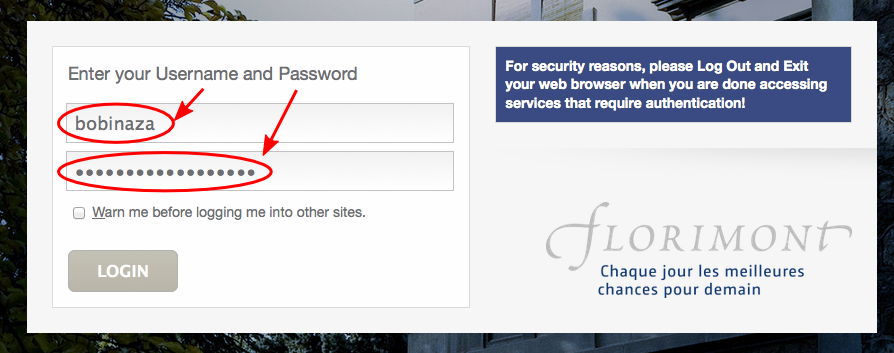 Enter your Username and Password
bobinaza
••••••••••••••••••
Warn me before logging me into other sites.
LOGIN
For security reasons, please Log Out and Exit
your web browser when you are done accessing
services that require authentication!
FLORIMONT
Chaque jour les meilleures
chances pour demain